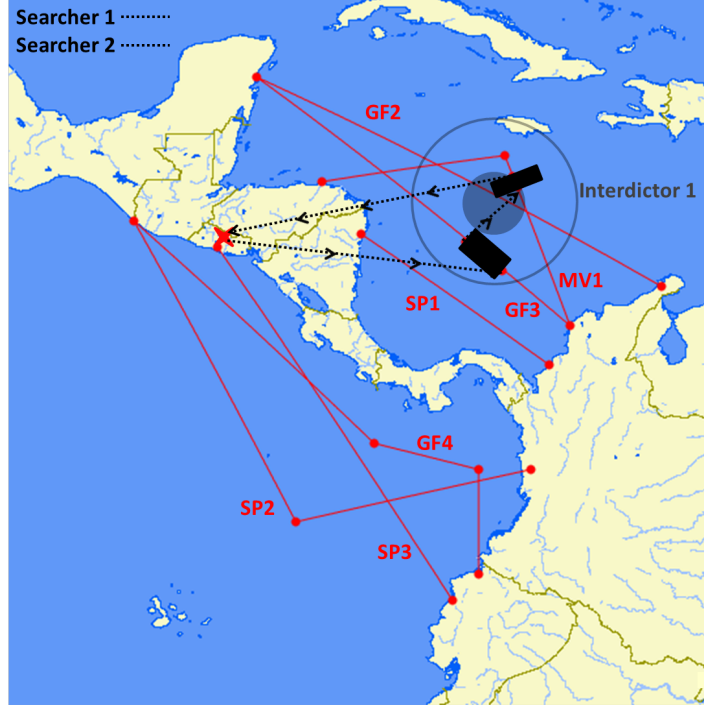 Searcher 1
Searcher 2
GF2
Interdictor 1
MV1
SP1
GF3
GF4
SP2
SP3